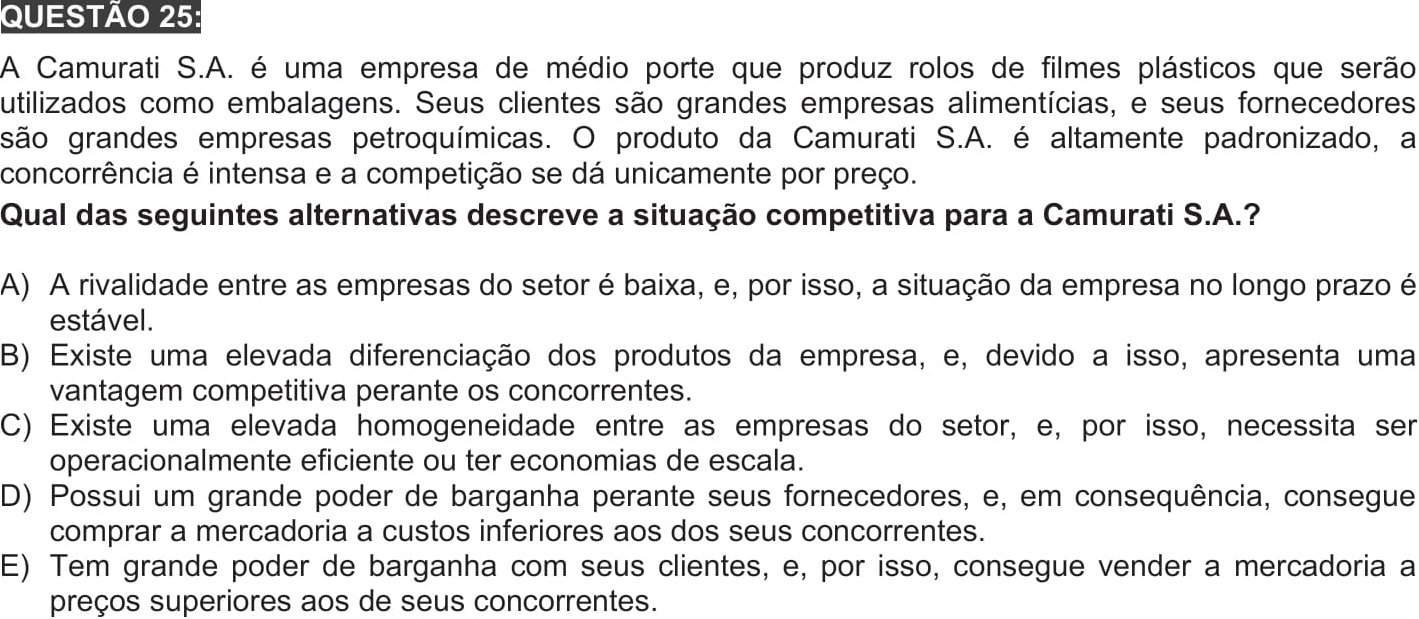 QUESTÃO 25:
A Camurati S.A. é uma empresa de médio porte que produz rolos de filmes plásticos que serão
utilizados como embalagens. Seus clientes são grandes empresas alimentícias, e seus fornecedores
são grandes empresas petroquímicas. O produto da Camurati S.A. é altamente padronizado, a
concorrência é intensa e a competição se dá unicamente por preço.
Qual das seguintes alternativas descreve a situação competitiva para a Camurati S.A.?
A) A rivalidade entre as empresas do setor é baixa, e, por isso, a situação da empresa no longo prazo é
estável.
B) Existe uma elevada diferenciação dos produtos da empresa, e, devido a isso, apresenta uma
vantagem competitiva perante os concorrentes.
C) Existe uma elevada homogeneidade entre as empresas do setor, e, por isso, necessita ser
operacionalmente eficiente ou ter economias de escala.
D) Possui um grande poder de barganha perante seus fornecedores, e, em consequência, consegue
comprar a mercadoria a custos inferiores aos dos seus concorrentes.
E) Tem grande poder de barganha com seus clientes, e, por isso, consegue vender a mercadoria a
preços superiores aos de seus concorrentes.